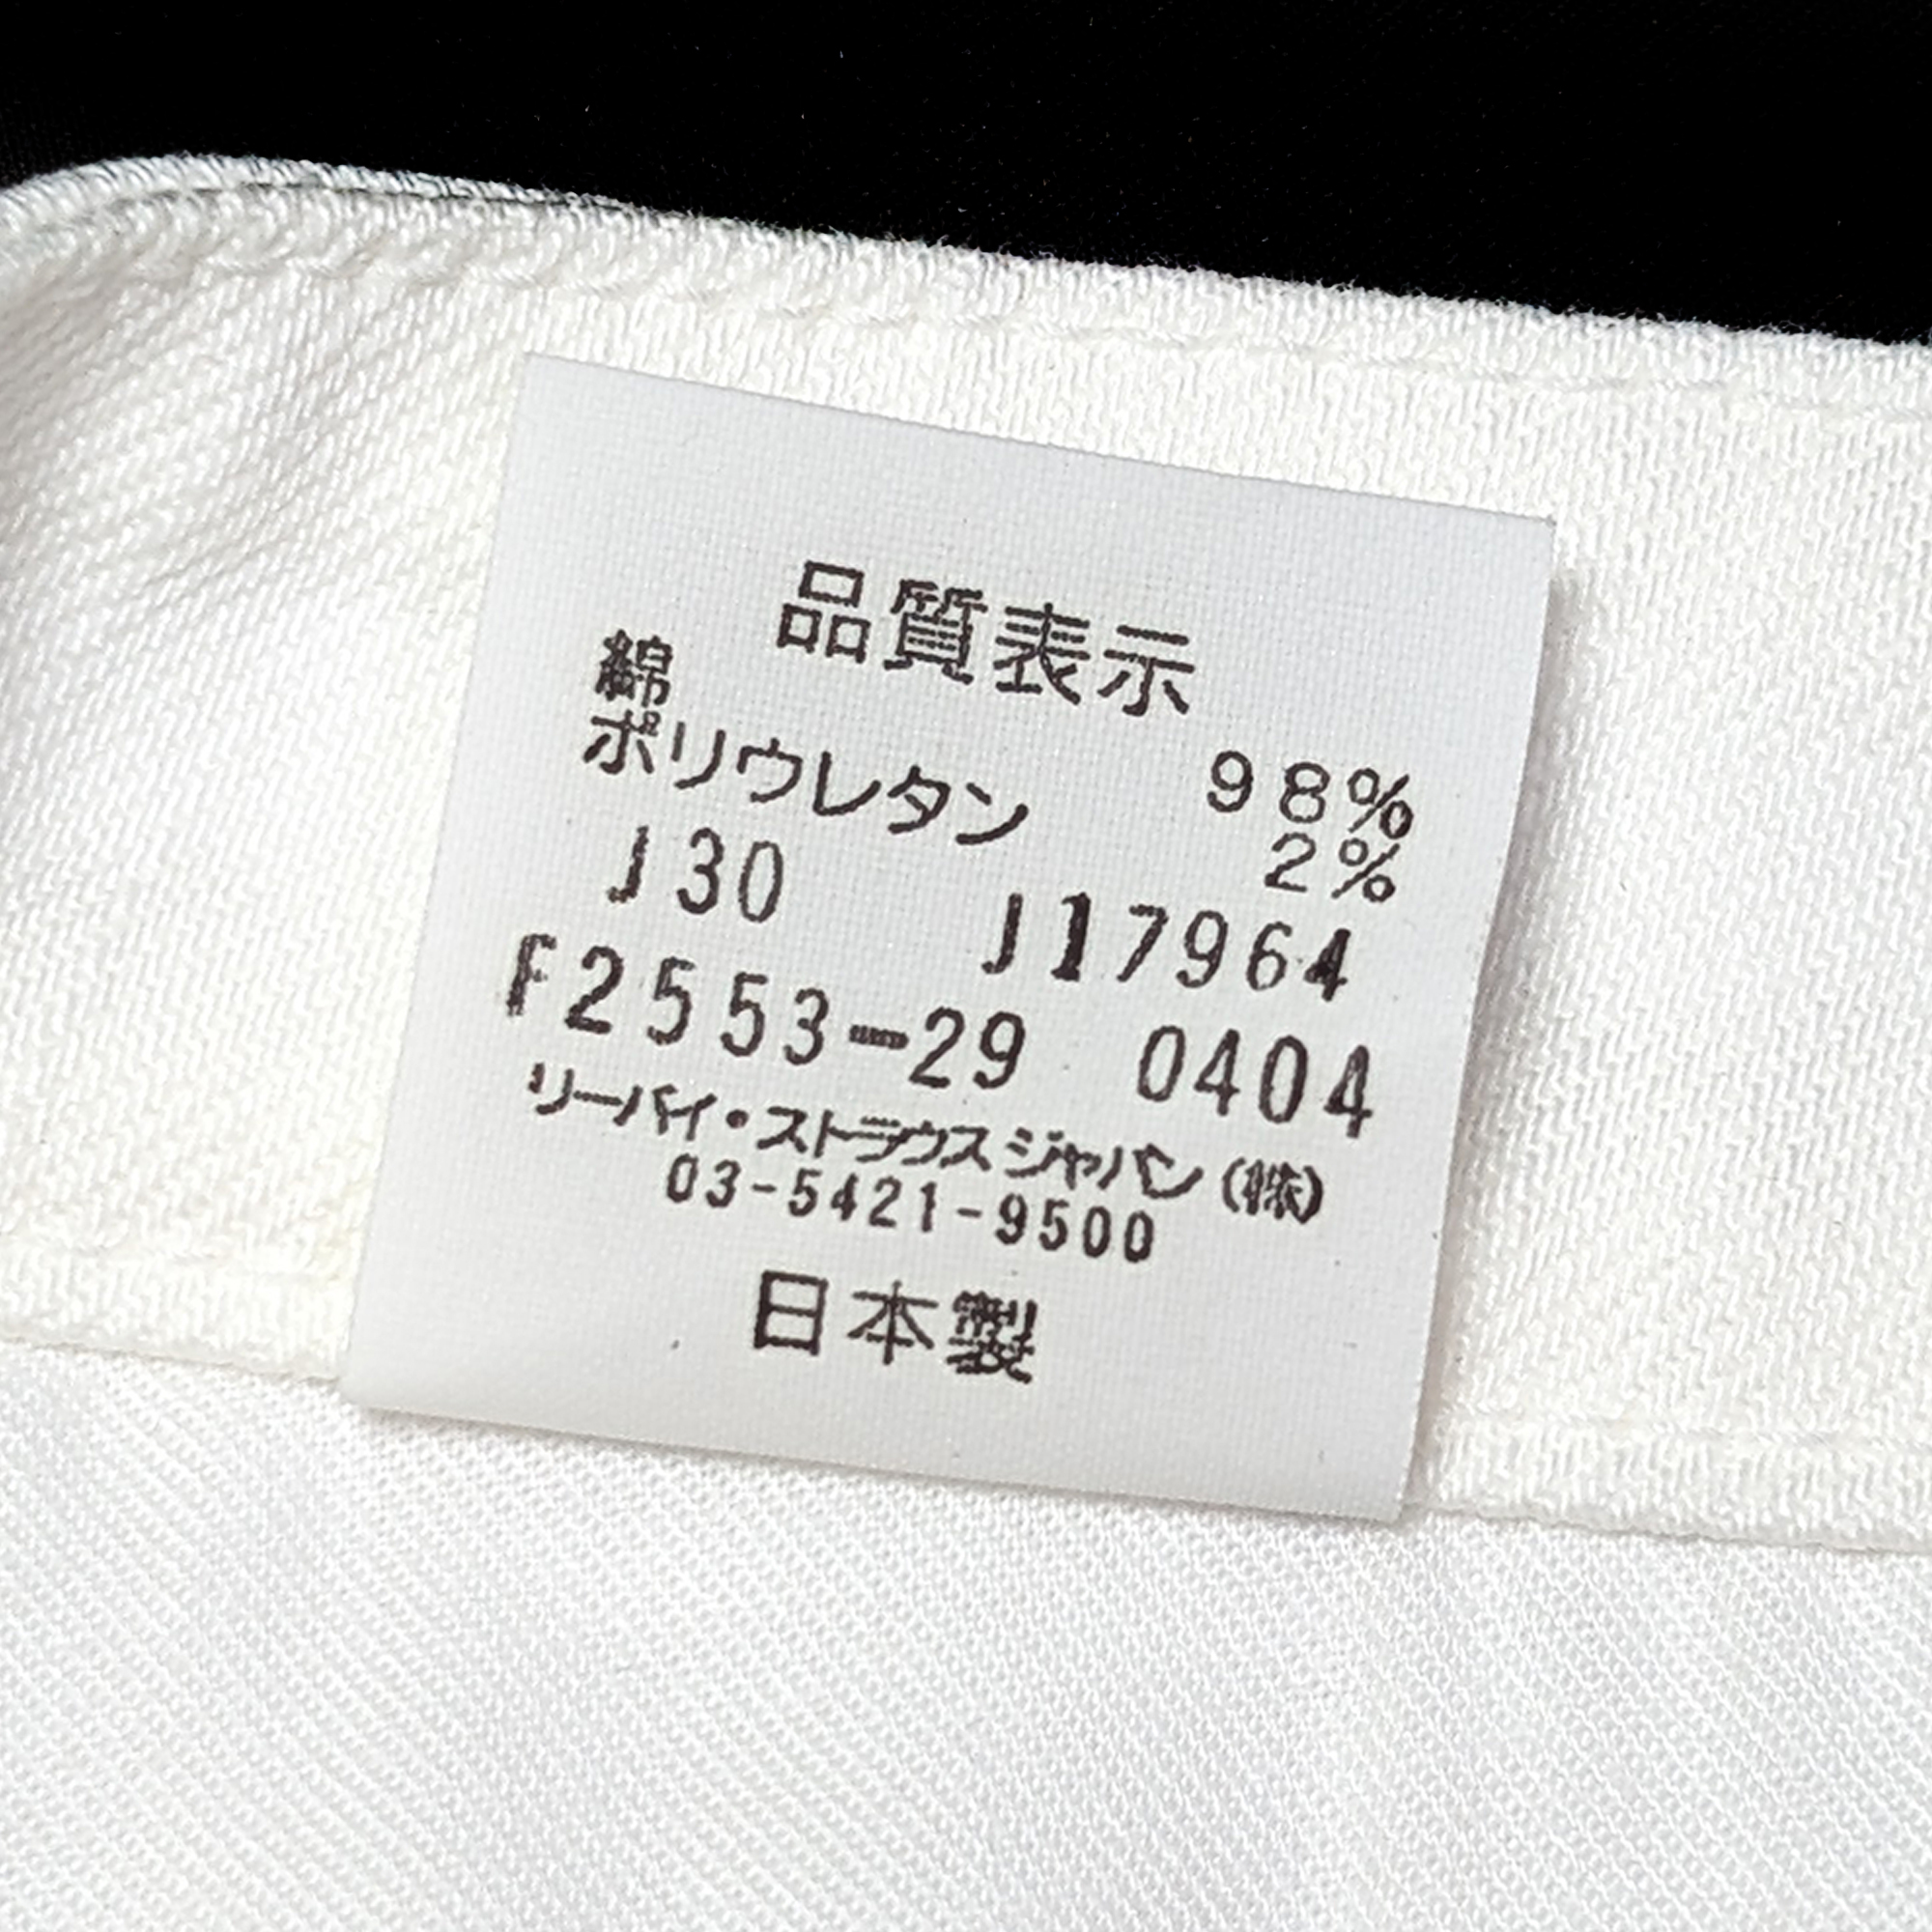 品質表示
綿 98%
ポリウレタン 2%
J30 J17964
F2553-29 0404
リーバイ・ストラウス ジャパン (株)
03-5421-9500
日本製